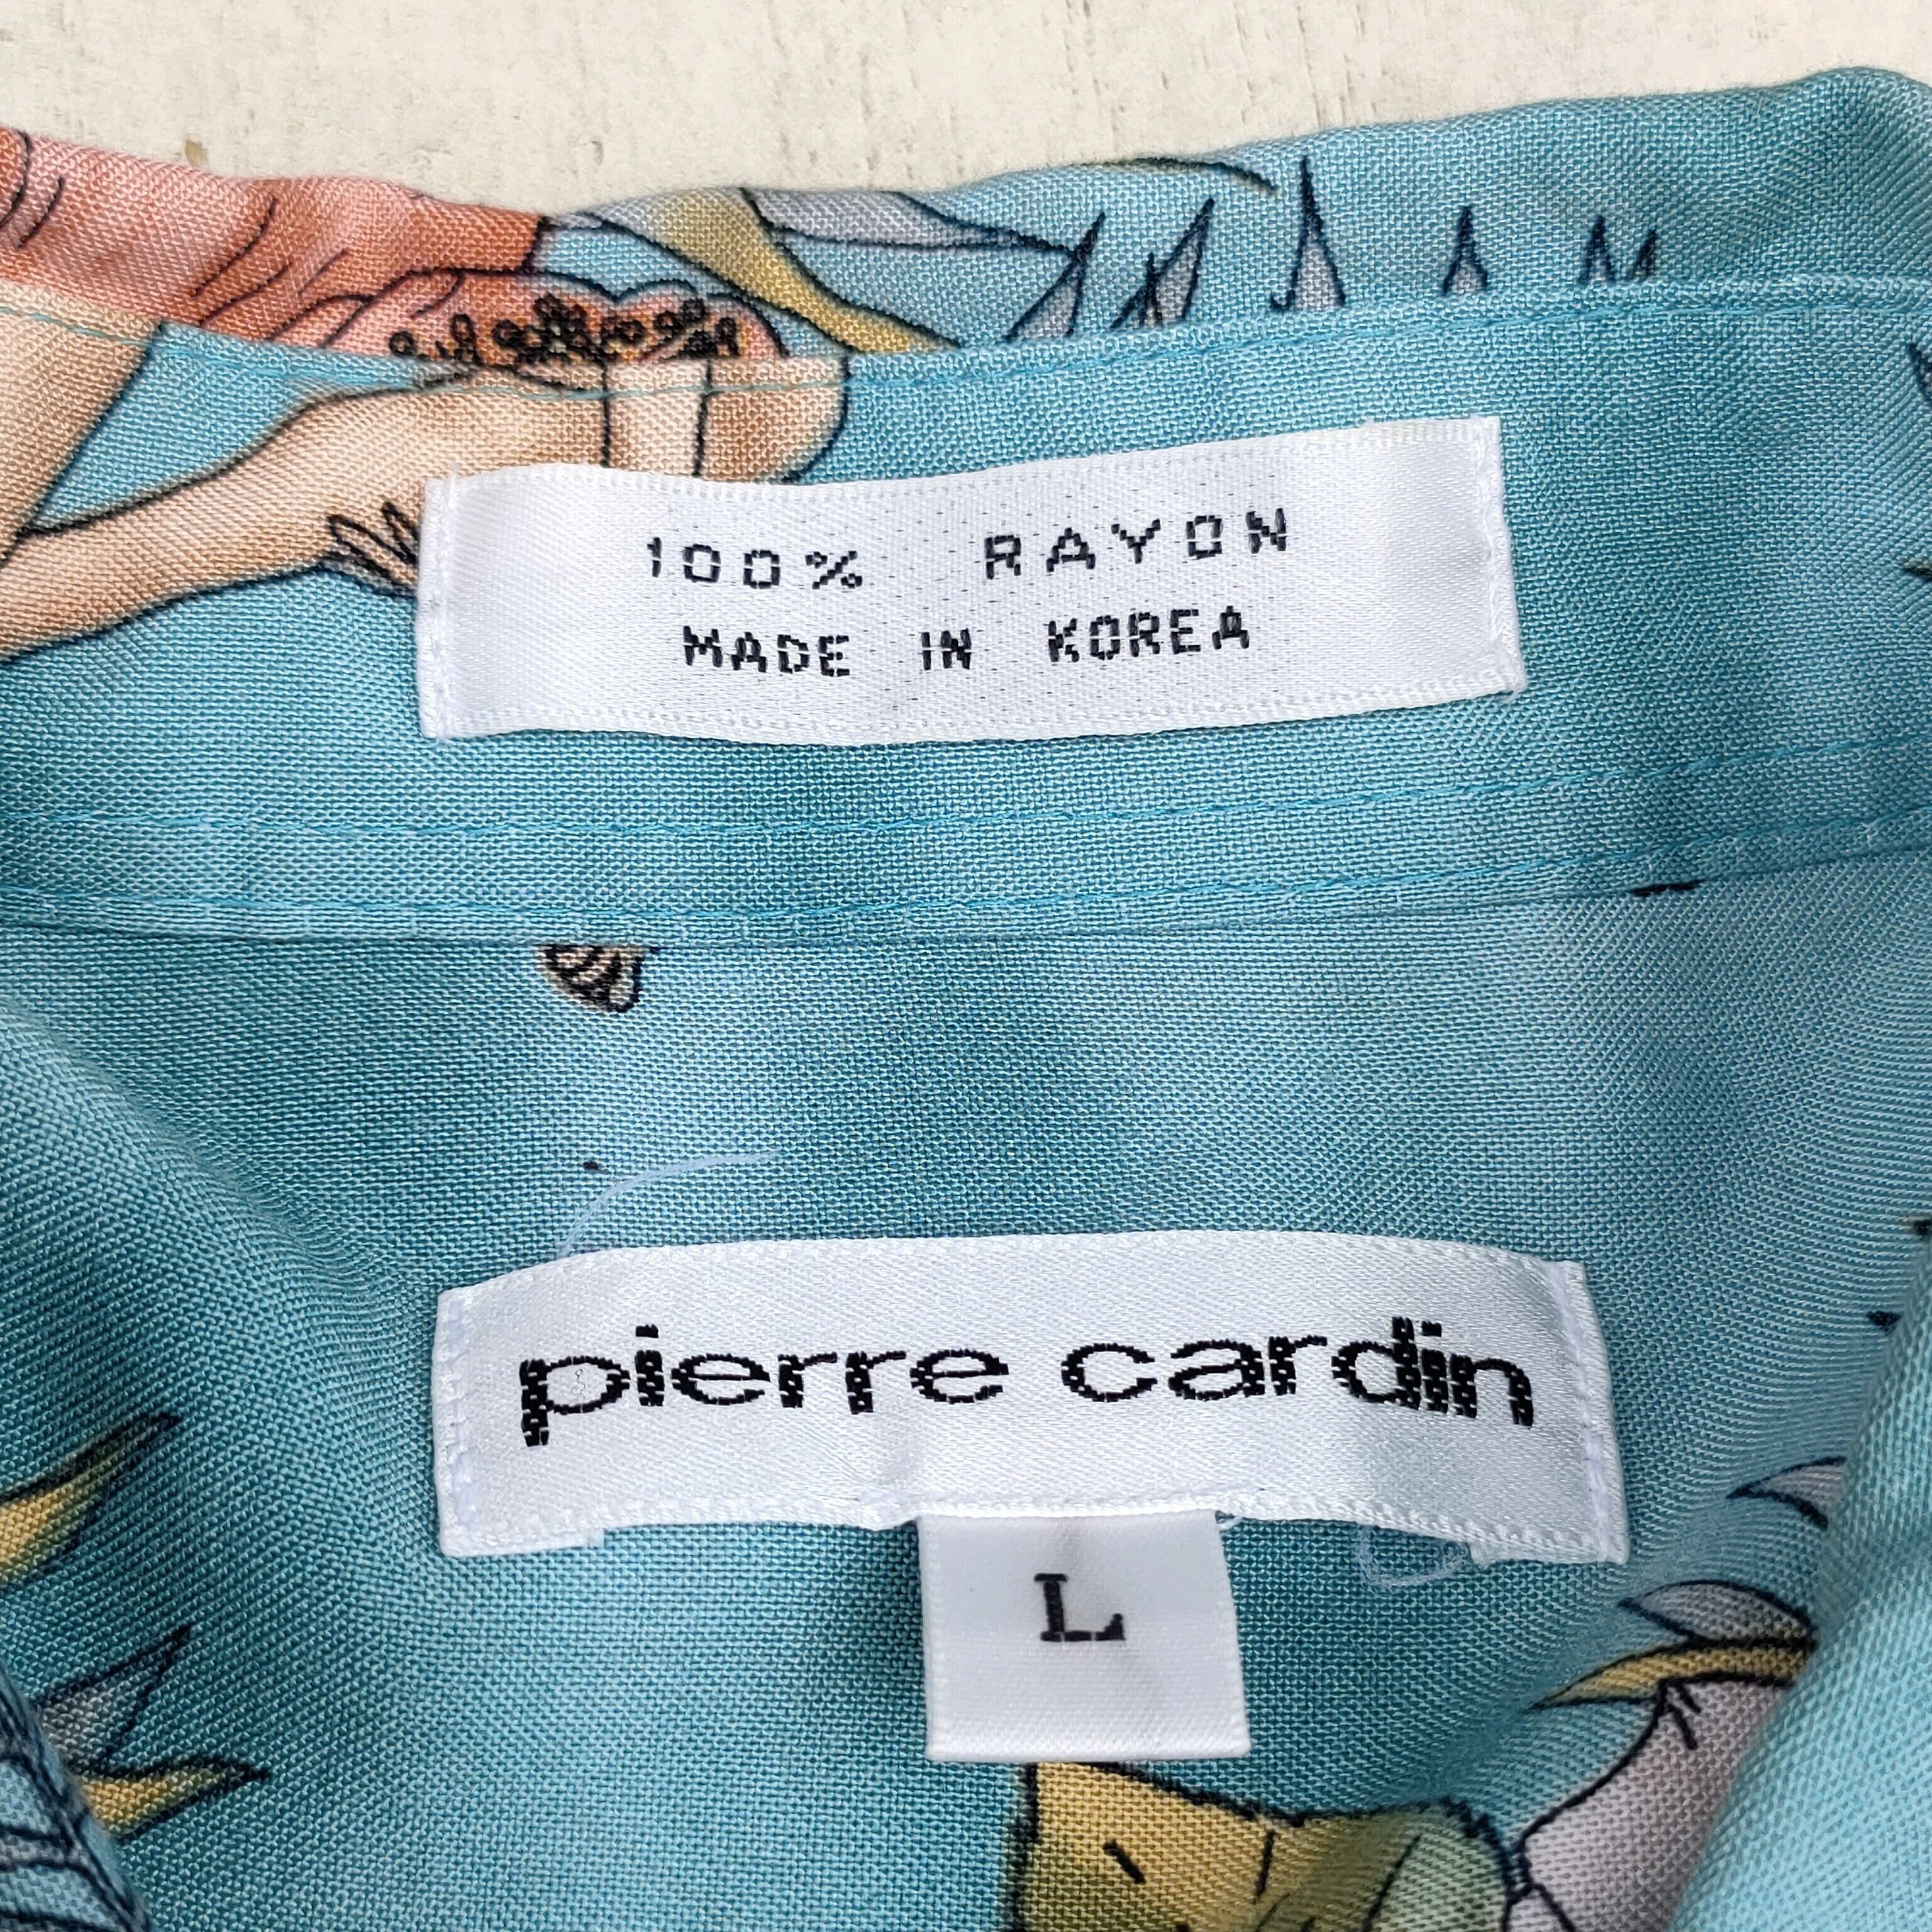 100% RAYON
MADE IN KOREA
pierre cardin
L